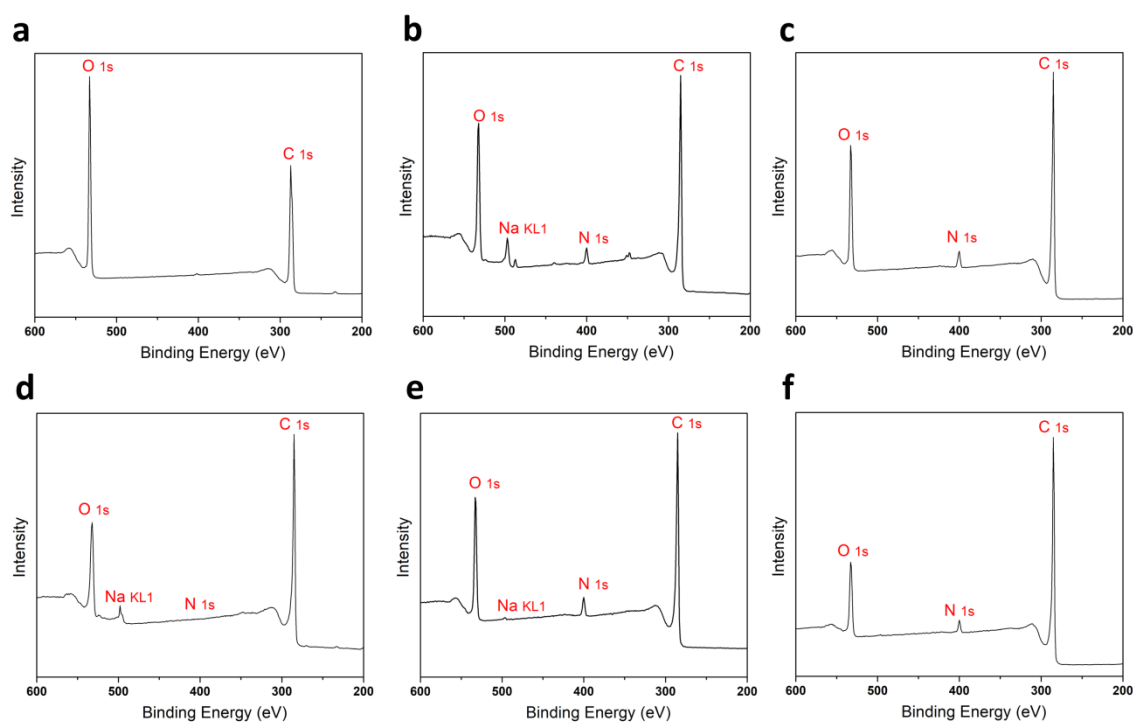 a
O 1s
C 1s
Intensity
600 500 400 300 200
Binding Energy (eV)
b
C 1s
O 1s
Na KL1
N 1s
Intensity
600 500 400 300 200
Binding Energy (eV)
c
C 1s
O 1s
N 1s
Intensity
600 500 400 300 200
Binding Energy (eV)
d
C 1s
O 1s
Na KL1
N 1s
Intensity
600 500 400 300 200
Binding Energy (eV)
e
C 1s
O 1s
Na KL1
N 1s
Intensity
600 500 400 300 200
Binding Energy (eV)
f
C 1s
O 1s
N 1s
Intensity
600 500 400 300 200
Binding Energy (eV)